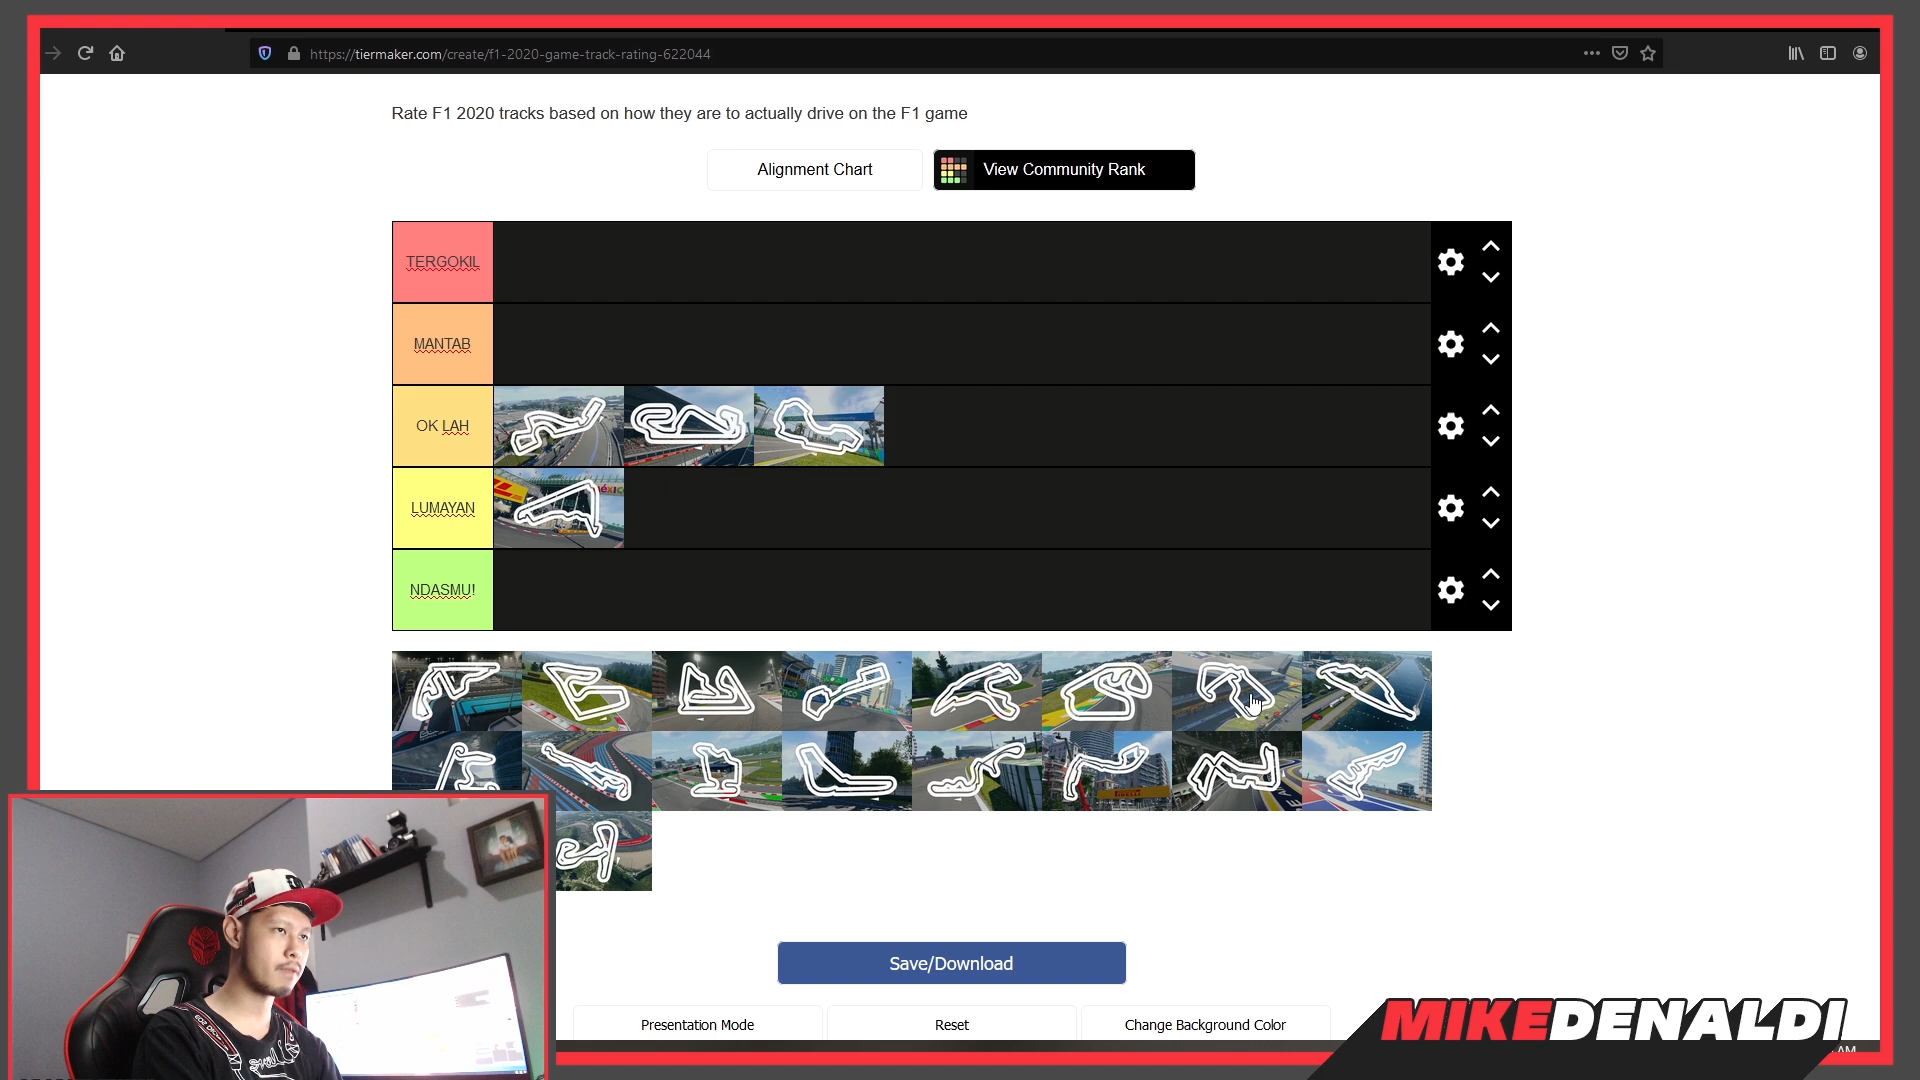 https://tiermaker.com/create/f1-2020-game-track-rating-622044
Rate F1 2020 tracks based on how they are to actually drive on the F1 game
Alignment Chart
View Community Rank
TERGOKIL
MANTAB
OK LAH
LUMAYAN
NDASMU!
Save/Download
Presentation Mode
Reset
Change Background Color
MIKEDENALDI
AM